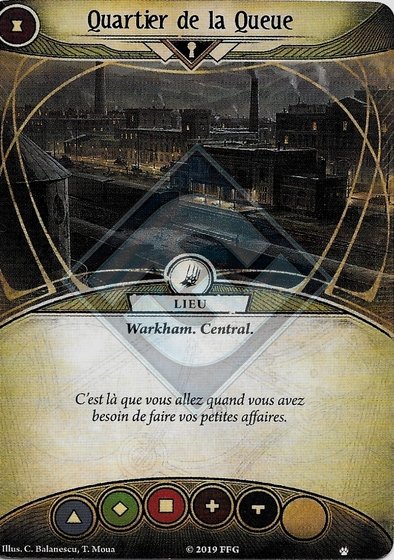 Quartier de la Queue
LIEU
Warkham. Central.
C'est là que vous allez quand vous avez
besoin de faire vos petites affaires.
Illus. C. Balanescu, T. Moua
© 2019 FFG